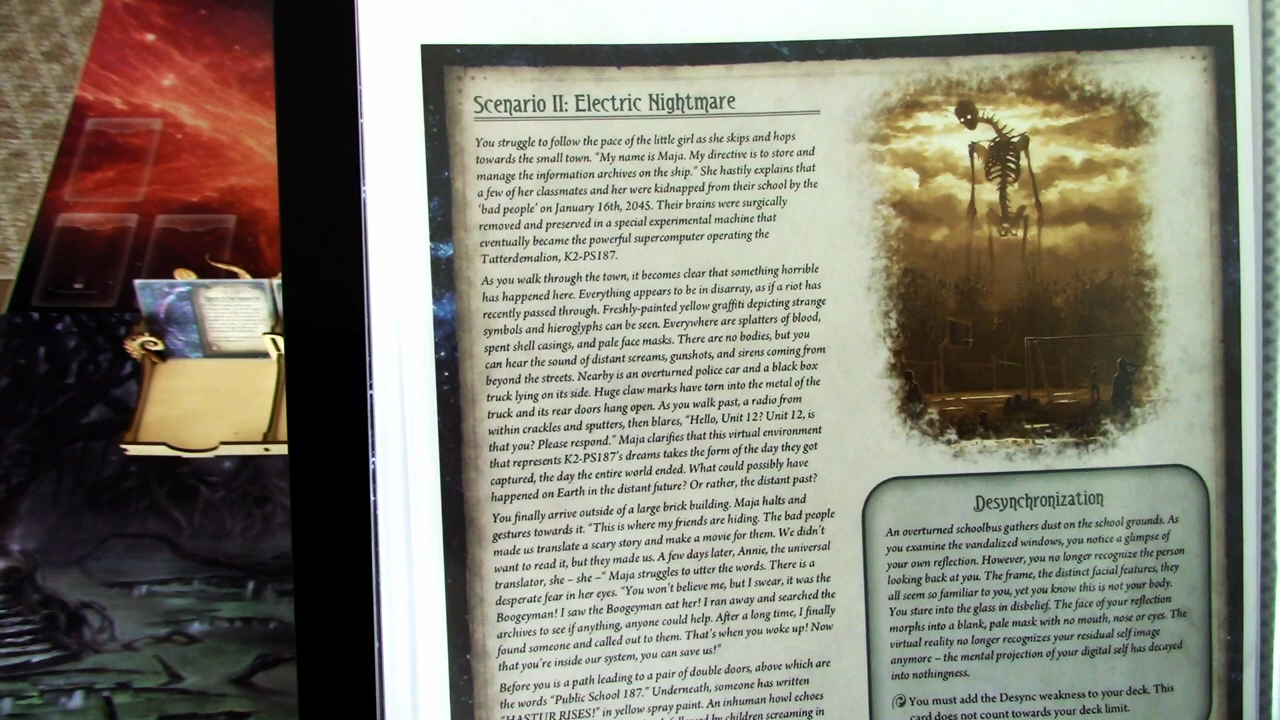 Scenario II: Electric Nightmare
You struggle to follow the pace of the little girl as she skips and hops
towards the small town. "My name is Maja. My directive is to store and
manage the information archives on the ship." She hastily explains that
a few of her classmates and her were kidnapped from their school by the
'bad people' on January 16th, 2045. Their brains were surgically
removed and preserved in a special experimental machine that
eventually became the powerful supercomputer operating the
Tatterdemalion, K2-PS187.
As you walk through the town, it becomes clear that something horrible
has happened here. Everything appears to be in disarray, as if a riot has
recently passed through. Freshly-painted yellow graffiti depicting strange
symbols and hieroglyphs can be seen. Everywhere are splatters of blood,
spent shell casings, and pale face masks. There are no bodies, but you
can hear the sound of distant screams, gunshots, and sirens coming from
beyond the streets. Nearby is an overturned police car and a black box
truck lying on its side. Huge claw marks have torn into the metal of the
truck and its rear doors hang open. As you walk past, a radio from
within crackles and sputters, then blares, "Hello, Unit 12? Unit 12, is
that you? Please respond." Maja clarifies that this virtual environment
that represents K2-PS187's dreams takes the form of the day they got
captured, the day the entire world ended. What could possibly have
happened on Earth in the distant future? Or rather, the distant past?
You finally arrive outside of a large brick building. Maja halts and
gestures towards it. "This is where my friends are hiding. The bad people
made us translate a scary story and make a movie for them. We didn't
want to read it, but they made us. A few days later, Annie, the universal
translator, she – she –" Maja struggles to utter the words. There is a
desperate fear in her eyes. "You won't believe me, but I swear, it was the
Boogeyman! I saw the Boogeyman eat her! I ran away and searched the
archives to see if anything, anyone could help. After a long time, I finally
found someone and called out to them. That's when you woke up! Now
that you're inside our system, you can save us!"
Before you is a path leading to a pair of double doors, above which are
the words "Public School 187." Underneath, someone has written
"HASTUR RISES!" in yellow spray paint. An inhuman howl echoes
followed by children screaming in
Desynchronization
An overturned schoolbus gathers dust on the school grounds. As
you examine the vandalized windows, you notice a glimpse of
your own reflection. However, you no longer recognize the person
looking back at you. The frame, the distinct facial features, they
all seem so familiar to you, yet you know this is not your body.
You stare into the glass in disbelief. The face of your reflection
morphs into a blank, pale mask with no mouth, nose or eyes. The
virtual reality no longer recognizes your residual self image
anymore – the mental projection of your digital self has decayed
into nothingness.
You must add the Desync weakness to your deck. This
card does not count towards your deck limit.